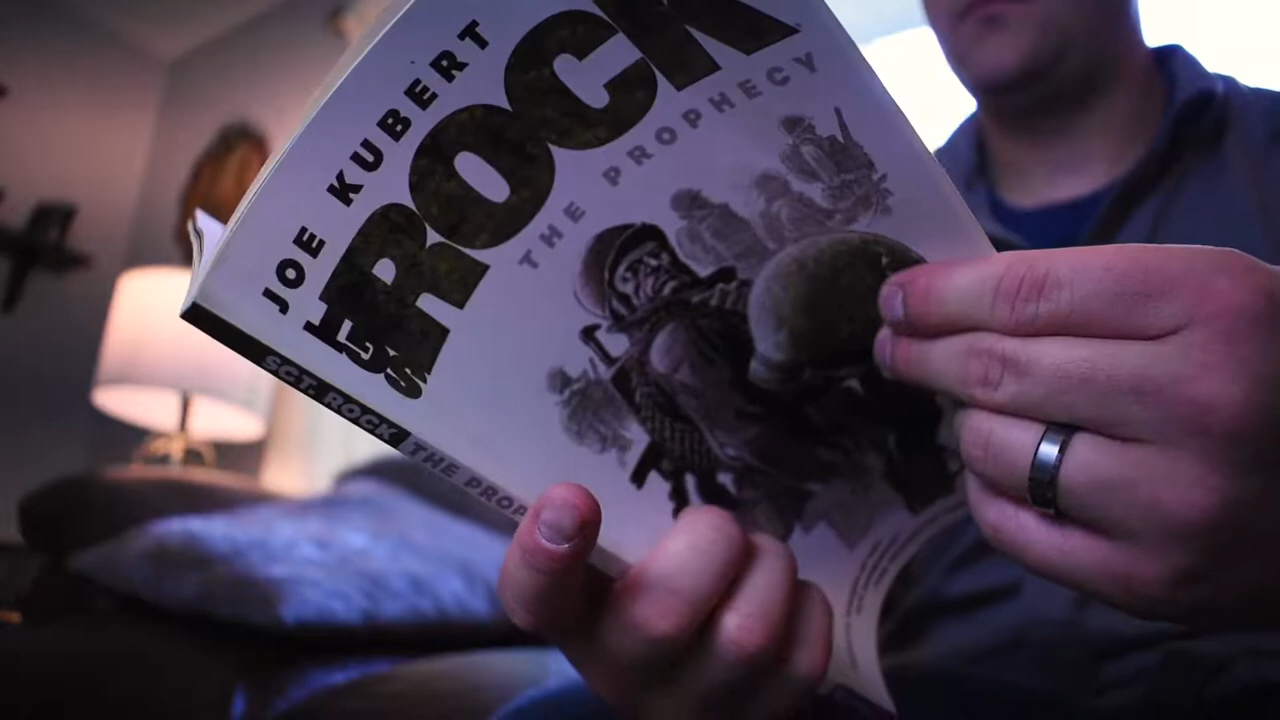 JOE KUBERT
SGT. ROCK
THE PROPHECY
SGT. ROCK THE PROP